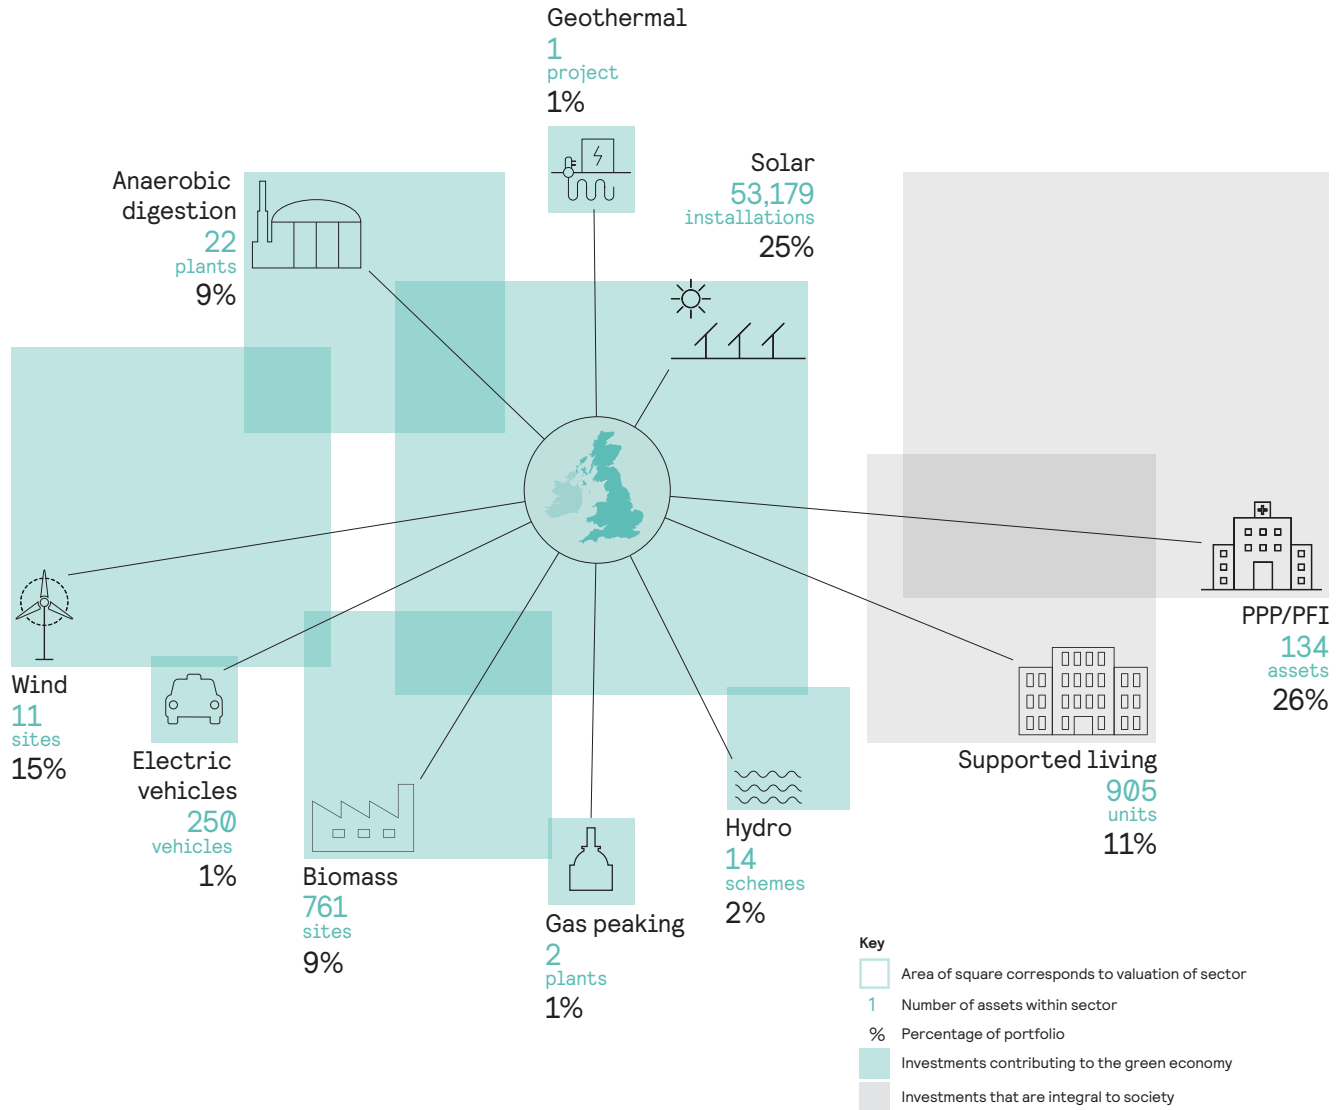 Geothermal
1
project
1%
Solar
53,179
installations
25%
Anaerobic
digestion
22
plants
9%
Wind
11
sites
15%
Electric
vehicles
250
vehicles
1%
Biomass
761
sites
9%
Gas peaking
2
plants
1%
Hydro
14
schemes
2%
Supported living
905
units
11%
PPP/PFI
134
assets
26%
Key
Area of square corresponds to valuation of sector
1 Number of assets within sector
% Percentage of portfolio
Investments contributing to the green economy
Investments that are integral to society